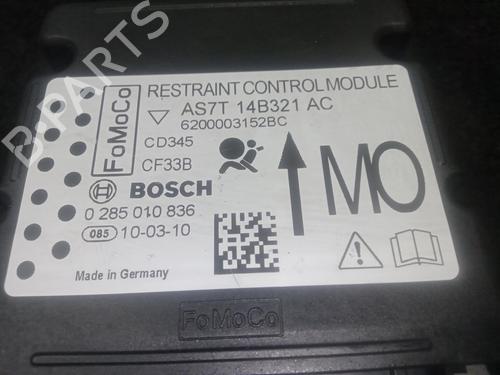 B-PARTS
FoMoCo
RESTRAINT CONTROL MODULE
AS7T 14B321 AC
6200003152BC
CD345
CF33B
BOSCH
0 285 010 836
085 10-03-10
MO
Made in Germany
FoMoCo